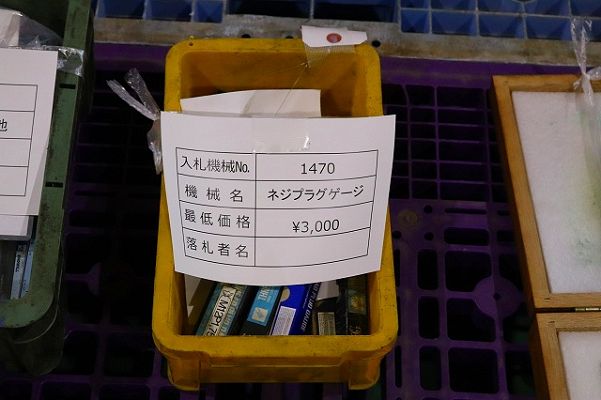 他
入札機械No. 1470
機械名 ネジプラグゲージ
最低価格 ¥3,000
落札者名